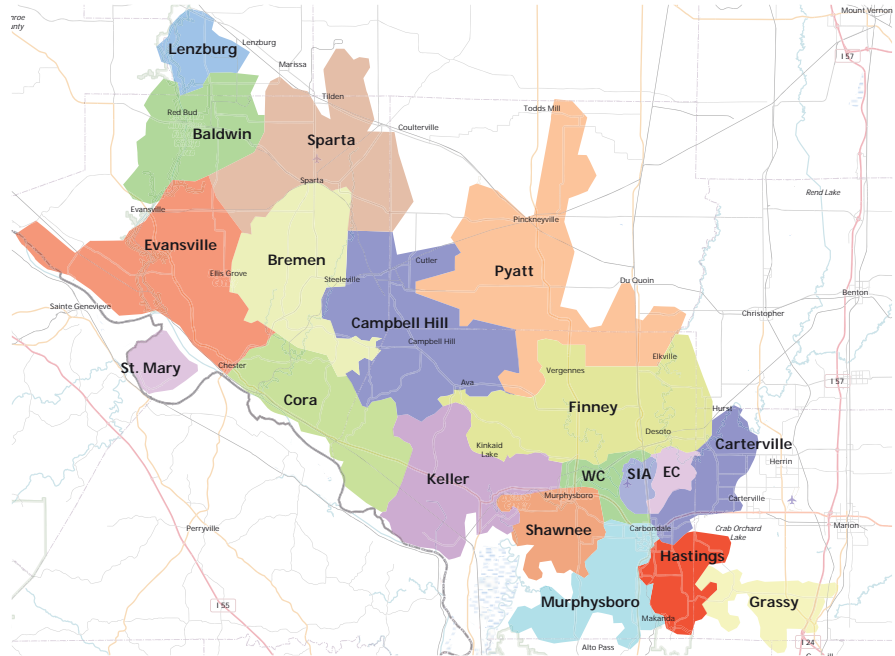 Mount Vernon
nroe
unty
Lenzburg
Lenzburg
I 57
Marissa
Tilden
Todds Mill
Red Bud
Baldwin
Coulterville
Sparta
Sparta
Rend Lake
Evansville
Pinckneyville
Evansville
Bremen
Ellis Grove
Cutler
Pyatt
Steeleville
Du Quoin
Benton
Sainte Genevieve
Christopher
Campbell Hill
Campbell Hill
Elkville
St. Mary
Chester
Vergennes
I 57
Ava
Cora
Finney
Hurst
Desoto
Carterville
Kinkaid
Lake
Herrin
Keller
WC
SIA
EC
Murphysboro
Carterville
Perryville
Shawnee
Carbondale
Crab Orchard
Lake
Marion
Hastings
I 55
Murphysboro
Grassy
Makanda
Alto Pass
I 24